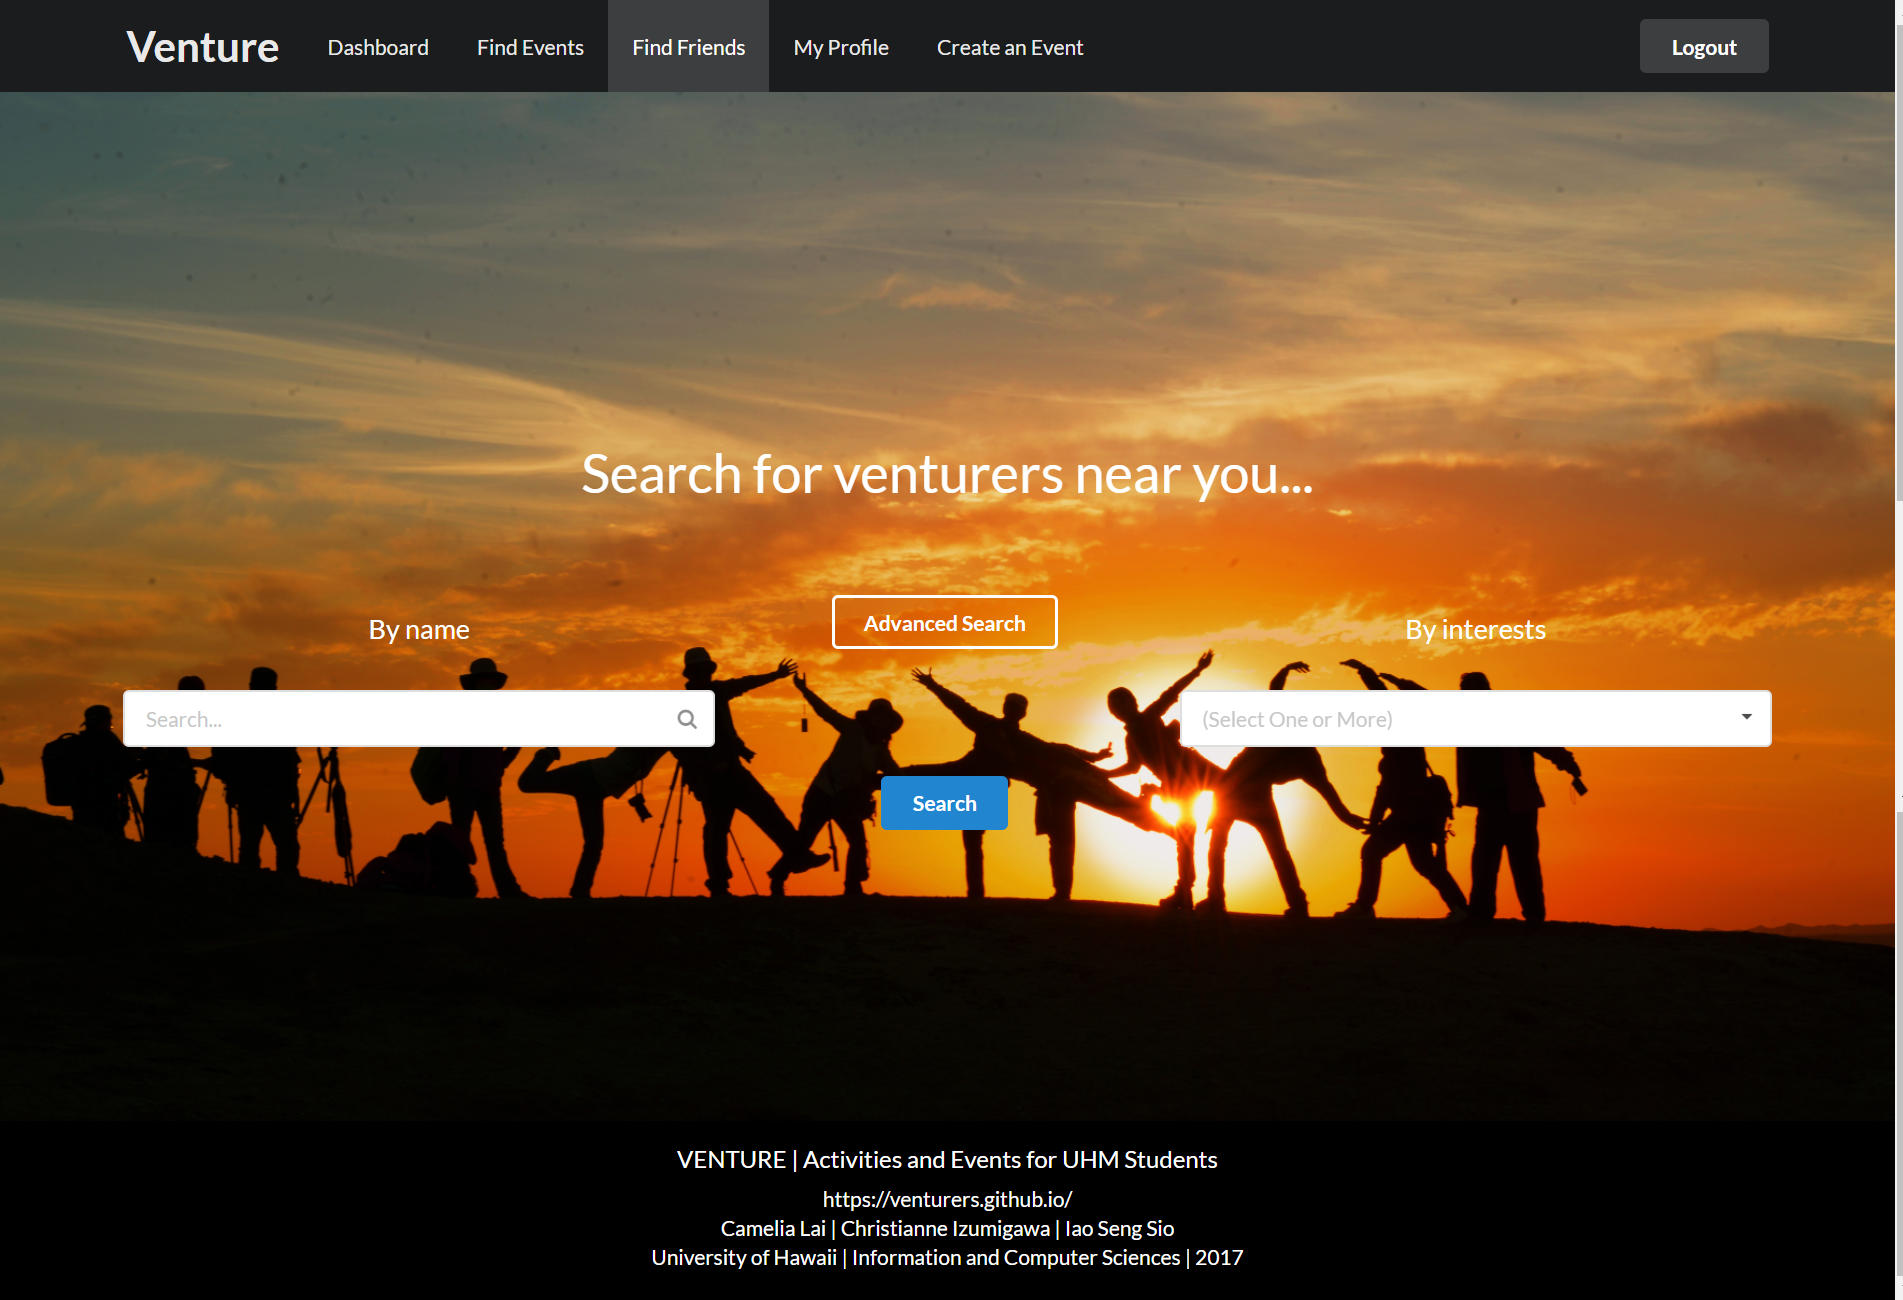 Venture
Dashboard
Find Events
Find Friends
My Profile
Create an Event
Logout
Search for venturers near you...
By name
Advanced Search
By interests
Search...
(Select One or More)
Search
VENTURE | Activities and Events for UHM Students
https://venturers.github.io/
Camelia Lai | Christianne Izumigawa | Iao Seng Sio
University of Hawaii | Information and Computer Sciences | 2017